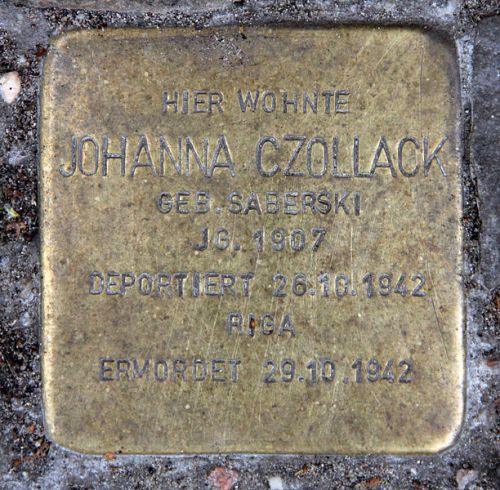 HIER WOHNTE
JOHANNA CZOLLACK
GEB. SABERSKI
JG. 1907
DEPORTIERT 26.10.1942
RIGA
ERMORDET 29.10.1942